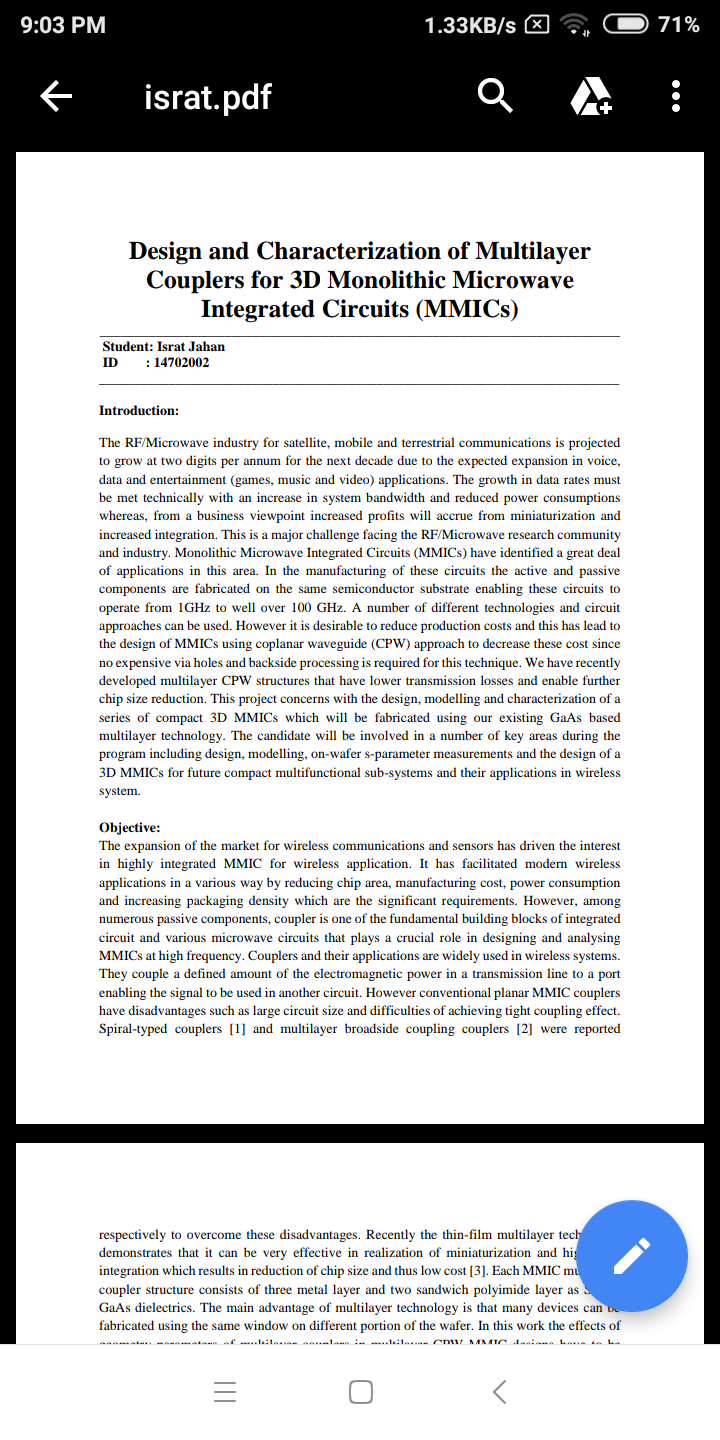 9:03 PM 1.33KB/s 71%
israt.pdf
Design and Characterization of Multilayer
Couplers for 3D Monolithic Microwave
Integrated Circuits (MMICs)
Student: Israt Jahan
ID : 14702002
Introduction:
The RF/Microwave industry for satellite, mobile and terrestrial communications is projected
to grow at two digits per annum for the next decade due to the expected expansion in voice,
data and entertainment (games, music and video) applications. The growth in data rates must
be met technically with an increase in system bandwidth and reduced power consumptions
whereas, from a business viewpoint increased profits will accrue from miniaturization and
increased integration. This is a major challenge facing the RF/Microwave research community
and industry. Monolithic Microwave Integrated Circuits (MMICs) have identified a great deal
of applications in this area. In the manufacturing of these circuits the active and passive
components are fabricated on the same semiconductor substrate enabling these circuits to
operate from 1GHz to well over 100 GHz. A number of different technologies and circuit
approaches can be used. However it is desirable to reduce production costs and this has lead to
the design of MMICs using coplanar waveguide (CPW) approach to decrease these cost since
no expensive via holes and backside processing is required for this technique. We have recently
developed multilayer CPW structures that have lower transmission losses and enable further
chip size reduction. This project concerns with the design, modelling and characterization of a
series of compact 3D MMICs which will be fabricated using our existing GaAs based
multilayer technology. The candidate will be involved in a number of key areas during the
program including design, modelling, on-wafer s-parameter measurements and the design of a
3D MMICs for future compact multifunctional sub-systems and their applications in wireless
system.
Objective:
The expansion of the market for wireless communications and sensors has driven the interest
in highly integrated MMIC for wireless application. It has facilitated modern wireless
applications in a various way by reducing chip area, manufacturing cost, power consumption
and increasing packaging density which are the significant requirements. However, among
numerous passive components, coupler is one of the fundamental building blocks of integrated
circuit and various microwave circuits that plays a crucial role in designing and analysing
MMICs at high frequency. Couplers and their applications are widely used in wireless systems.
They couple a defined amount of the electromagnetic power in a transmission line to a port
enabling the signal to be used in another circuit. However conventional planar MMIC couplers
have disadvantages such as large circuit size and difficulties of achieving tight coupling effect.
Spiral-typed couplers [1] and multilayer broadside coupling couplers [2] were reported
respectively to overcome these disadvantages. Recently the thin-film multilayer
demonstrates that it can be very effective in realization of miniaturization and
integration which results in reduction of chip size and thus low cost [3]. Each MMIC
coupler structure consists of three metal layer and two sandwich polyimide layer as
GaAs dielectrics. The main advantage of multilayer technology is that many devices can be
fabricated using the same window on different portion of the wafer. In this work the effects of
geometry parameters of multilayer couplers in multilayer CPW MMIC designs have to be